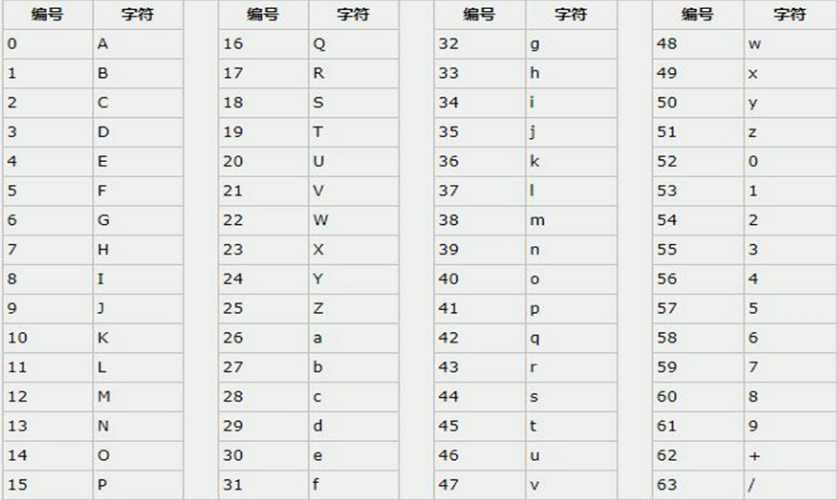 编号 字符 编号 字符 编号 字符 编号 字符
0 A 16 Q 32 g 48 w
1 B 17 R 33 h 49 x
2 C 18 S 34 i 50 y
3 D 19 T 35 j 51 z
4 E 20 U 36 k 52 0
5 F 21 V 37 l 53 1
6 G 22 W 38 m 54 2
7 H 23 X 39 n 55 3
8 I 24 Y 40 o 56 4
9 J 25 Z 41 p 57 5
10 K 26 a 42 q 58 6
11 L 27 b 43 r 59 7
12 M 28 c 44 s 60 8
13 N 29 d 45 t 61 9
14 O 30 e 46 u 62 +
15 P 31 f 47 v 63 /